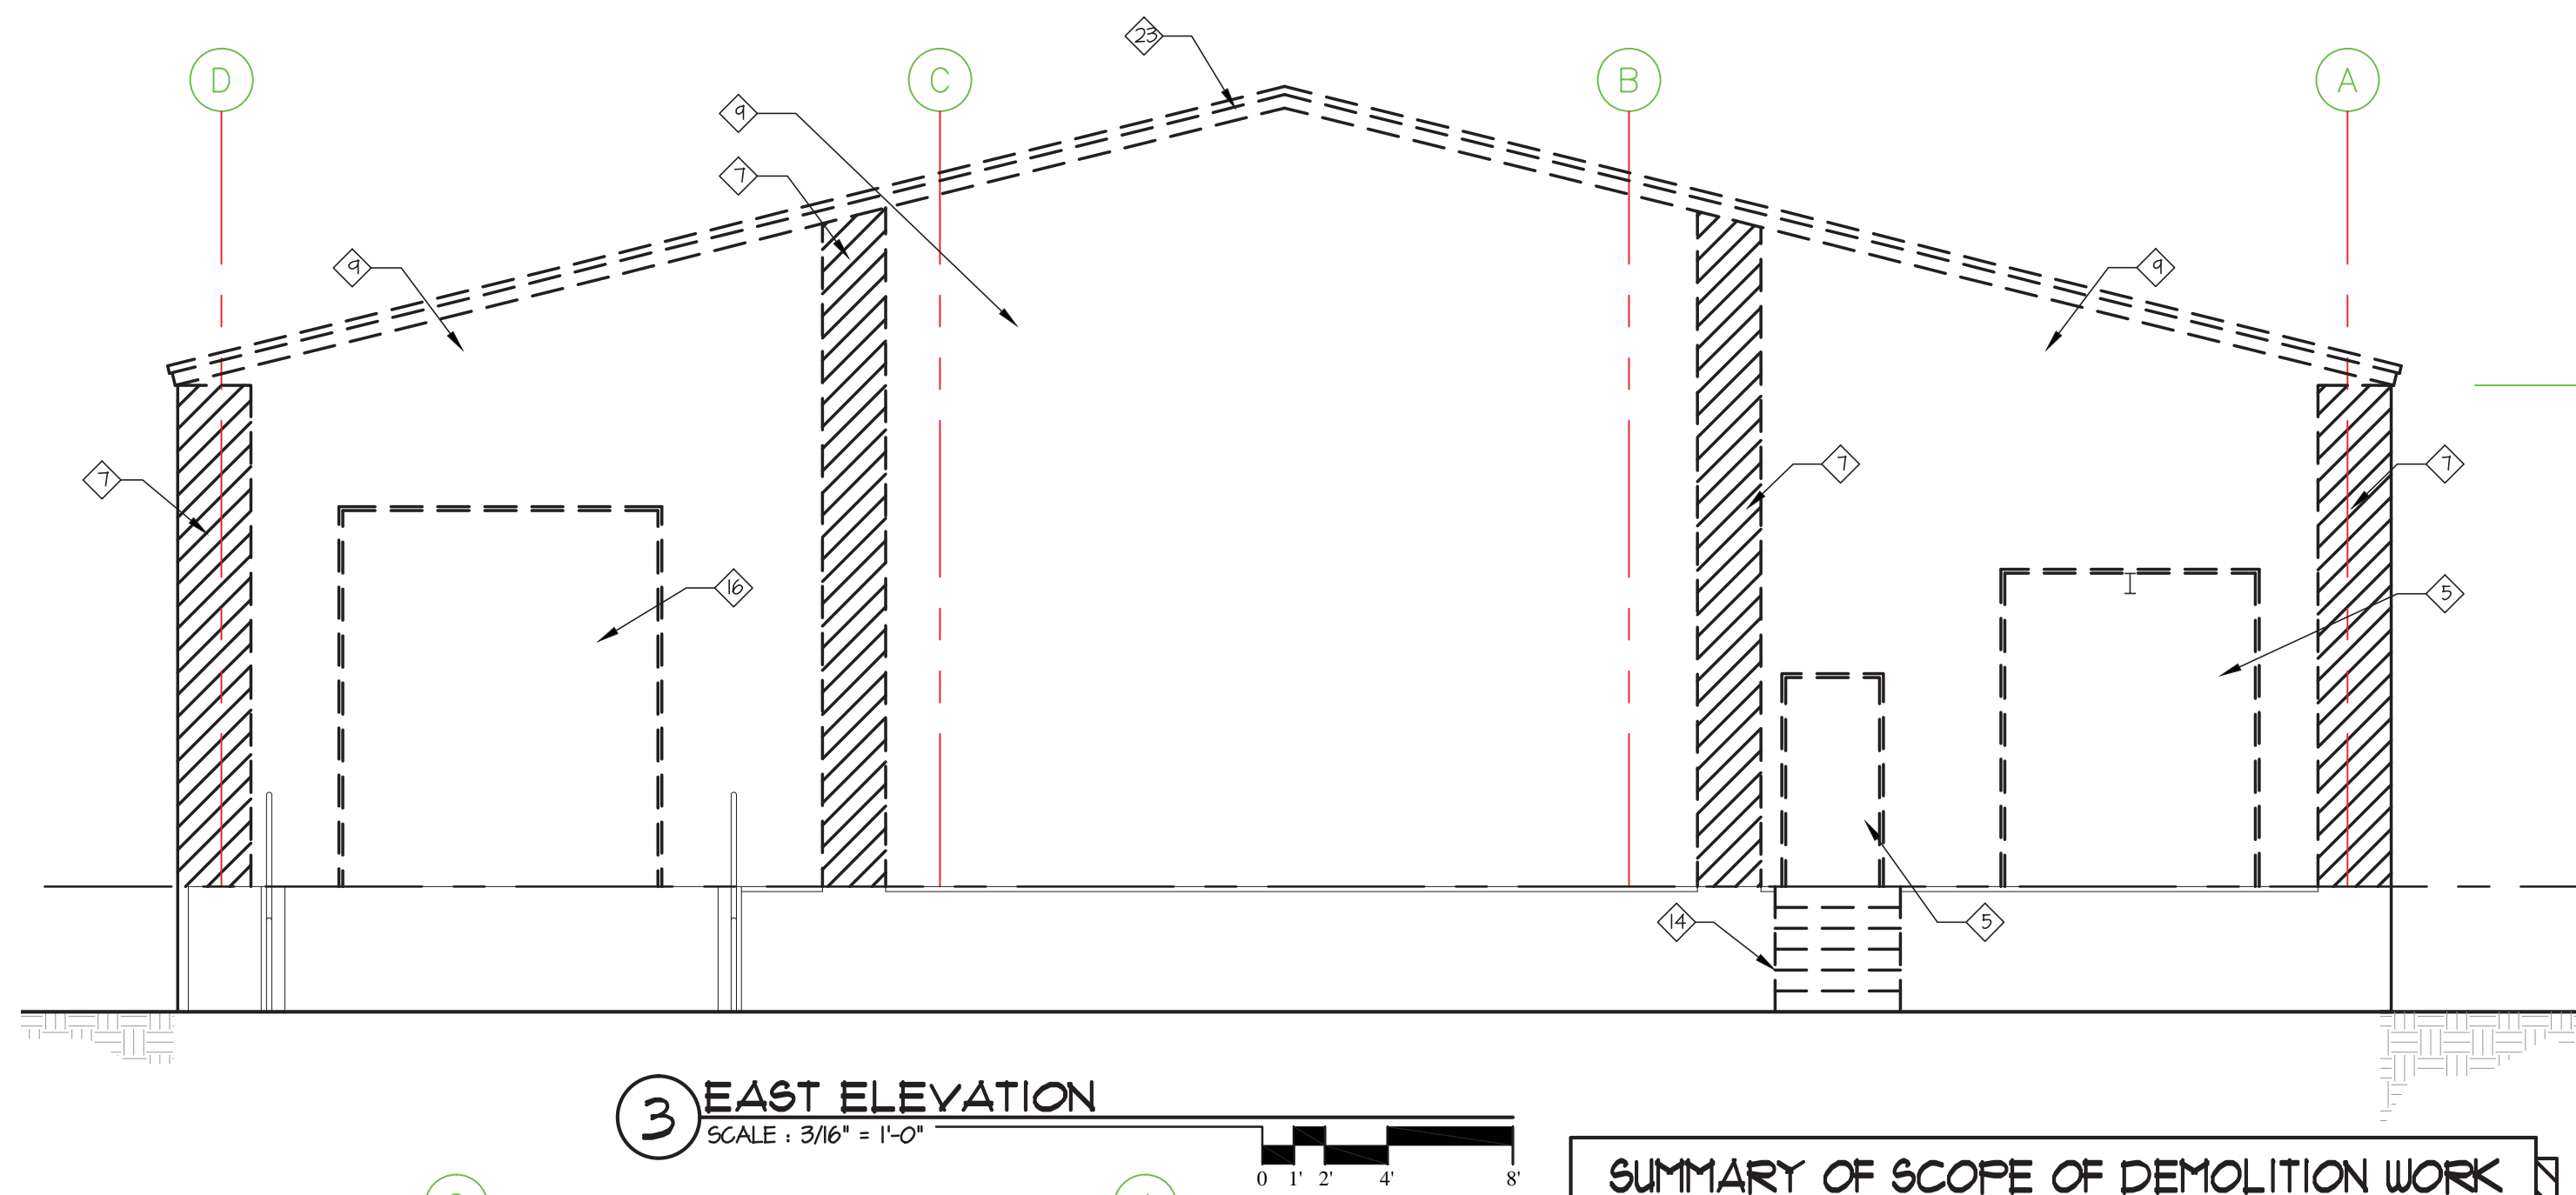 23
D
C
B
A
9
7
9
9
7
7
7
16
5
14
5
3
EAST ELEVATION
SCALE : 3/16" = 1'-0"
0 1' 2' 4' 8'
SUMMARY OF SCOPE OF DEMOLITION WORK